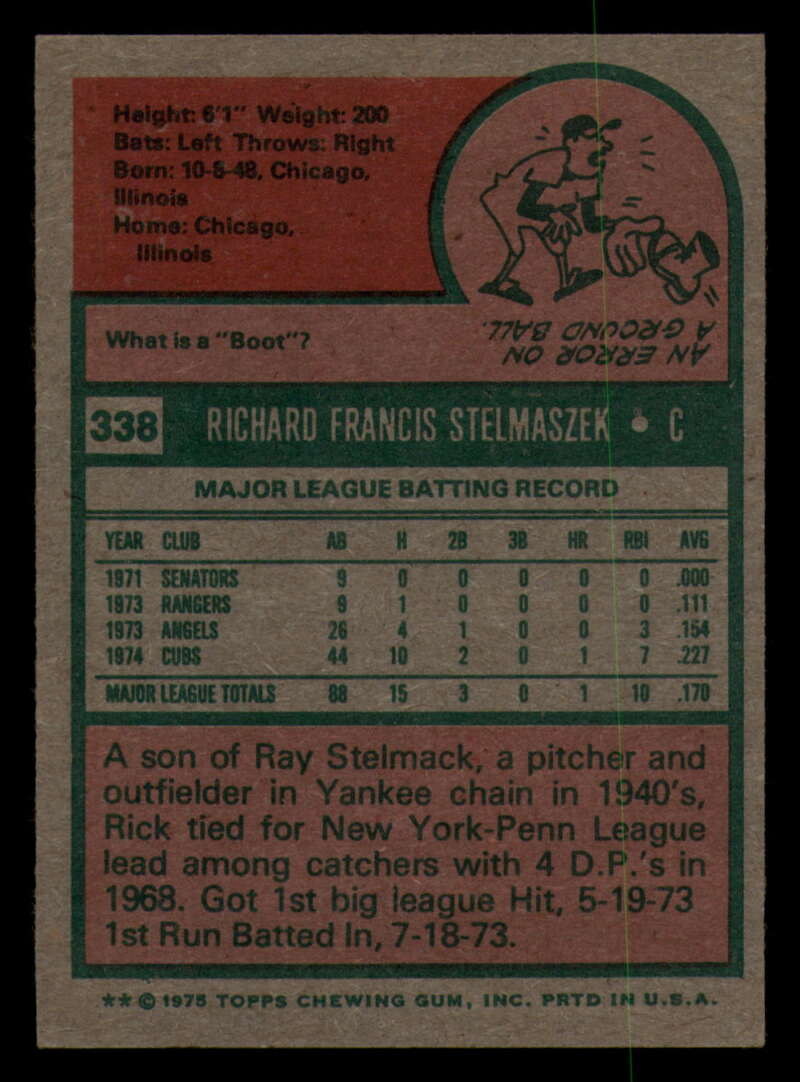 Height: 6'1" Weight: 200
Bats: Left Throws: Right
Born: 10-8-48, Chicago,
Illinois
Home: Chicago,
Illinois
What is a "Boot"?
AN ERROR ON
A GROUND BALL.
338 RICHARD FRANCIS STELMASZEK • C
MAJOR LEAGUE BATTING RECORD
YEAR CLUB AB H 2B 3B HR RBI AVG
1971 SENATORS 9 0 0 0 0 0 .000
1973 RANGERS 9 1 0 0 0 0 .111
1973 ANGELS 26 4 1 0 0 3 .154
1974 CUBS 44 10 2 0 1 7 .227
MAJOR LEAGUE TOTALS 88 15 3 0 1 10 .170
A son of Ray Stelmack, a pitcher and
outfielder in Yankee chain in 1940's,
Rick tied for New York-Penn League
lead among catchers with 4 D.P.'s in
1968. Got 1st big league Hit, 5-19-73
1st Run Batted In, 7-18-73.
** © 1975 TOPPS CHEWING GUM, INC. PRTD IN U.S.A.